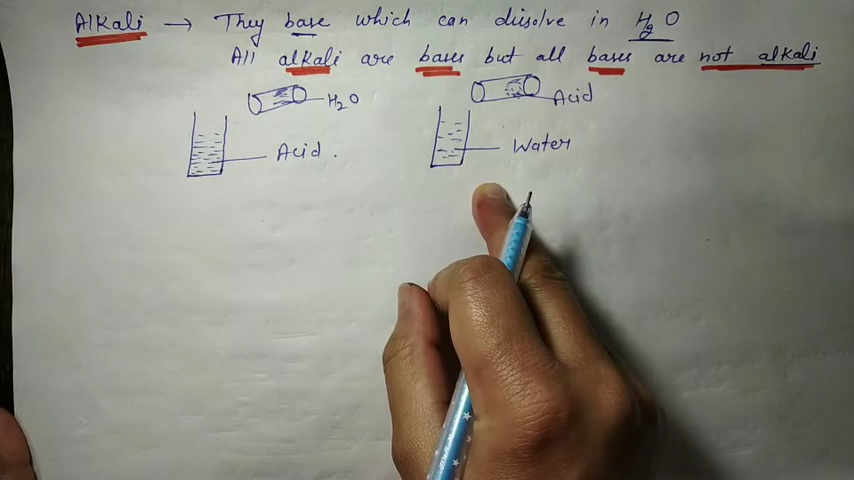 Alkali → They base which can dissolve in H2O
All alkali are bases but all bases are not alkali
H2O
Acid
Acid.
Water